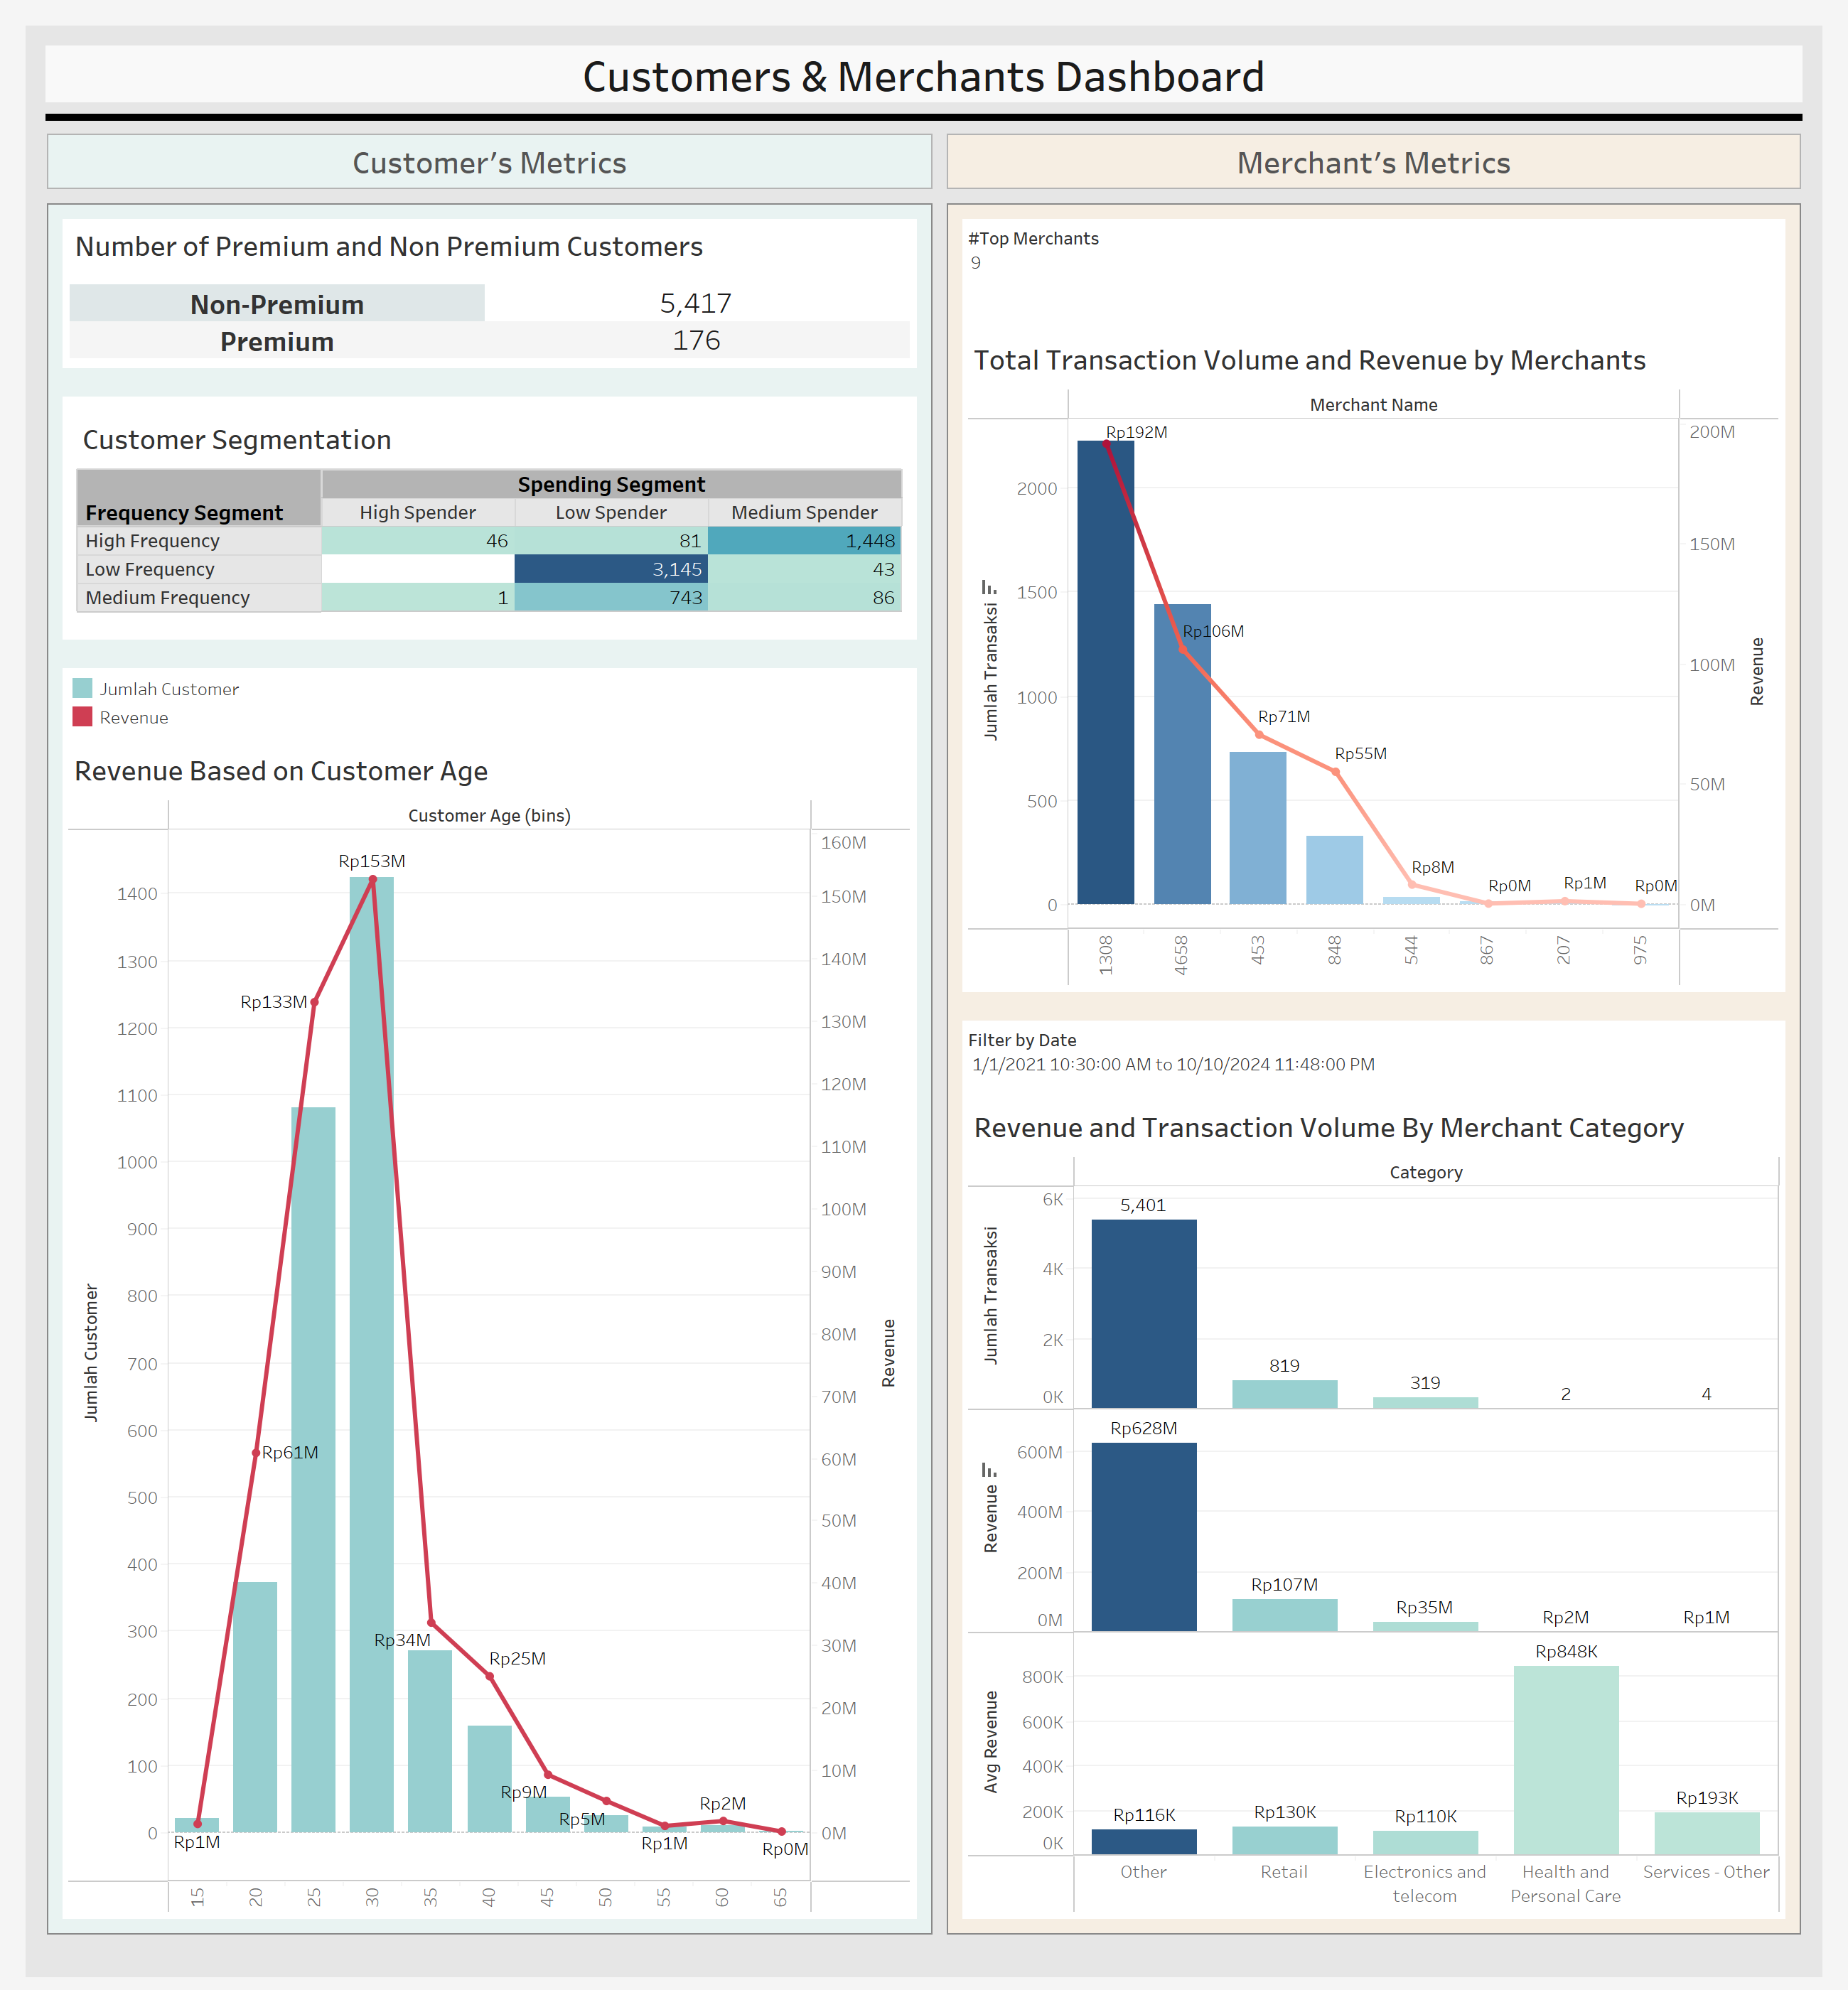 Customers & Merchants Dashboard
Customer's Metrics
Number of Premium and Non Premium Customers
Non-Premium 5,417
Premium 176
Customer Segmentation
Spending Segment
Frequency Segment High Spender Low Spender Medium Spender
High Frequency 46 81 1,448
Low Frequency 3,145 43
Medium Frequency 1 743 86
Jumlah Customer
Revenue
Revenue Based on Customer Age
Customer Age (bins)
Jumlah Customer
1400
1300
1200
1100
1000
900
800
700
600
500
400
300
200
100
0
Rp1M
Rp61M
Rp133M
Rp153M
Rp34M
Rp25M
Rp9M
Rp5M
Rp1M
Rp2M
Rp0M
160M
150M
140M
130M
120M
110M
100M
90M
80M
70M
60M
50M
40M
30M
20M
10M
0M
Revenue
15 20 25 30 35 40 45 50 55 60 65
Merchant's Metrics
#Top Merchants
9
Total Transaction Volume and Revenue by Merchants
Merchant Name
Jumlah Transaksi
2000
1500
1000
500
0
Rp192M
Rp106M
Rp71M
Rp55M
Rp8M
Rp0M
Rp1M
Rp0M
200M
150M
100M
50M
0M
Revenue
1308 4658 453 848 544 867 207 975
Filter by Date
1/1/2021 10:30:00 AM to 10/10/2024 11:48:00 PM
Revenue and Transaction Volume By Merchant Category
Category
Jumlah Transaksi
6K
4K
2K
0K
5,401 819 319 2 4
Revenue
600M
400M
200M
0M
Rp628M Rp107M Rp35M Rp2M Rp1M
Avg Revenue
800K
600K
400K
200K
0K
Rp116K Rp130K Rp110K Rp848K Rp193K
Other Retail Electronics and Health and Services - Other
telecom Personal Care